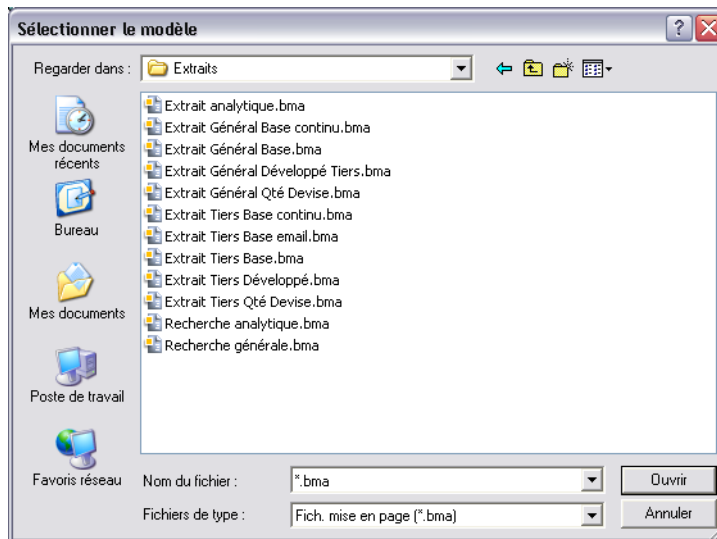 Sélectionner le modèle
Regarder dans :
Extraits
Mes documents
récents
Bureau
Mes documents
Poste de travail
Favoris réseau
Extrait analytique.bma
Extrait Général Base continu.bma
Extrait Général Base.bma
Extrait Général Développé Tiers.bma
Extrait Général Qté Devise.bma
Extrait Tiers Base continu.bma
Extrait Tiers Base email.bma
Extrait Tiers Base.bma
Extrait Tiers Développé.bma
Extrait Tiers Qté Devise.bma
Recherche analytique.bma
Recherche générale.bma
Nom du fichier :
*.bma
Ouvrir
Fichiers de type :
Fich. mise en page (*.bma)
Annuler